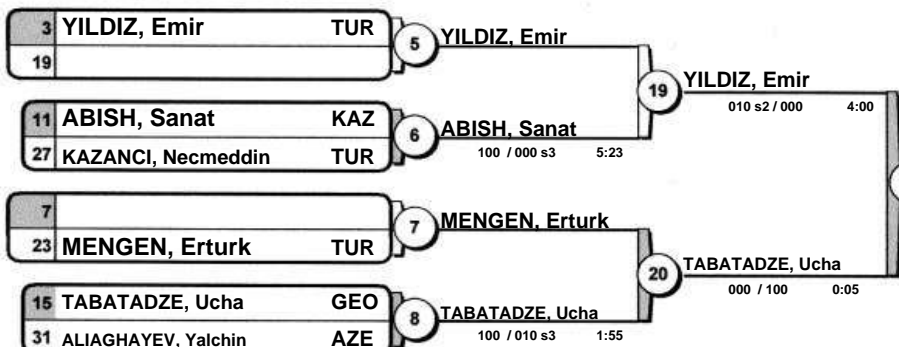 3 YILDIZ, Emir TUR
19
5 YILDIZ, Emir
11 ABISH, Sanat KAZ
27 KAZANCI, Necmeddin TUR
6 ABISH, Sanat
100 / 000 s3 5:23
19 YILDIZ, Emir
010 s2 / 000 4:00
7
23 MENGEN, Erturk TUR
7 MENGEN, Erturk
15 TABATADZE, Ucha GEO
31 ALIAGHAYEV, Yalchin AZE
8 TABATADZE, Ucha
100 / 010 s3 1:55
20 TABATADZE, Ucha
000 / 100 0:05